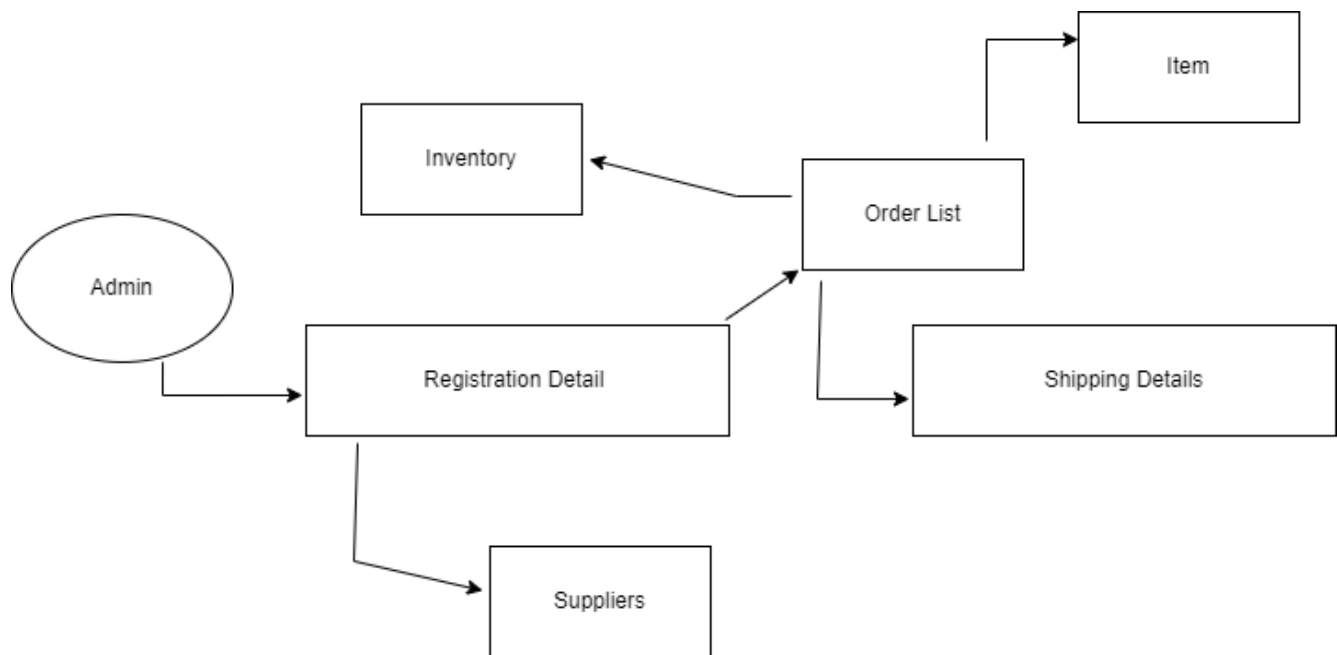 Item
Inventory
Order List
Admin
Registration Detail
Shipping Details
Suppliers